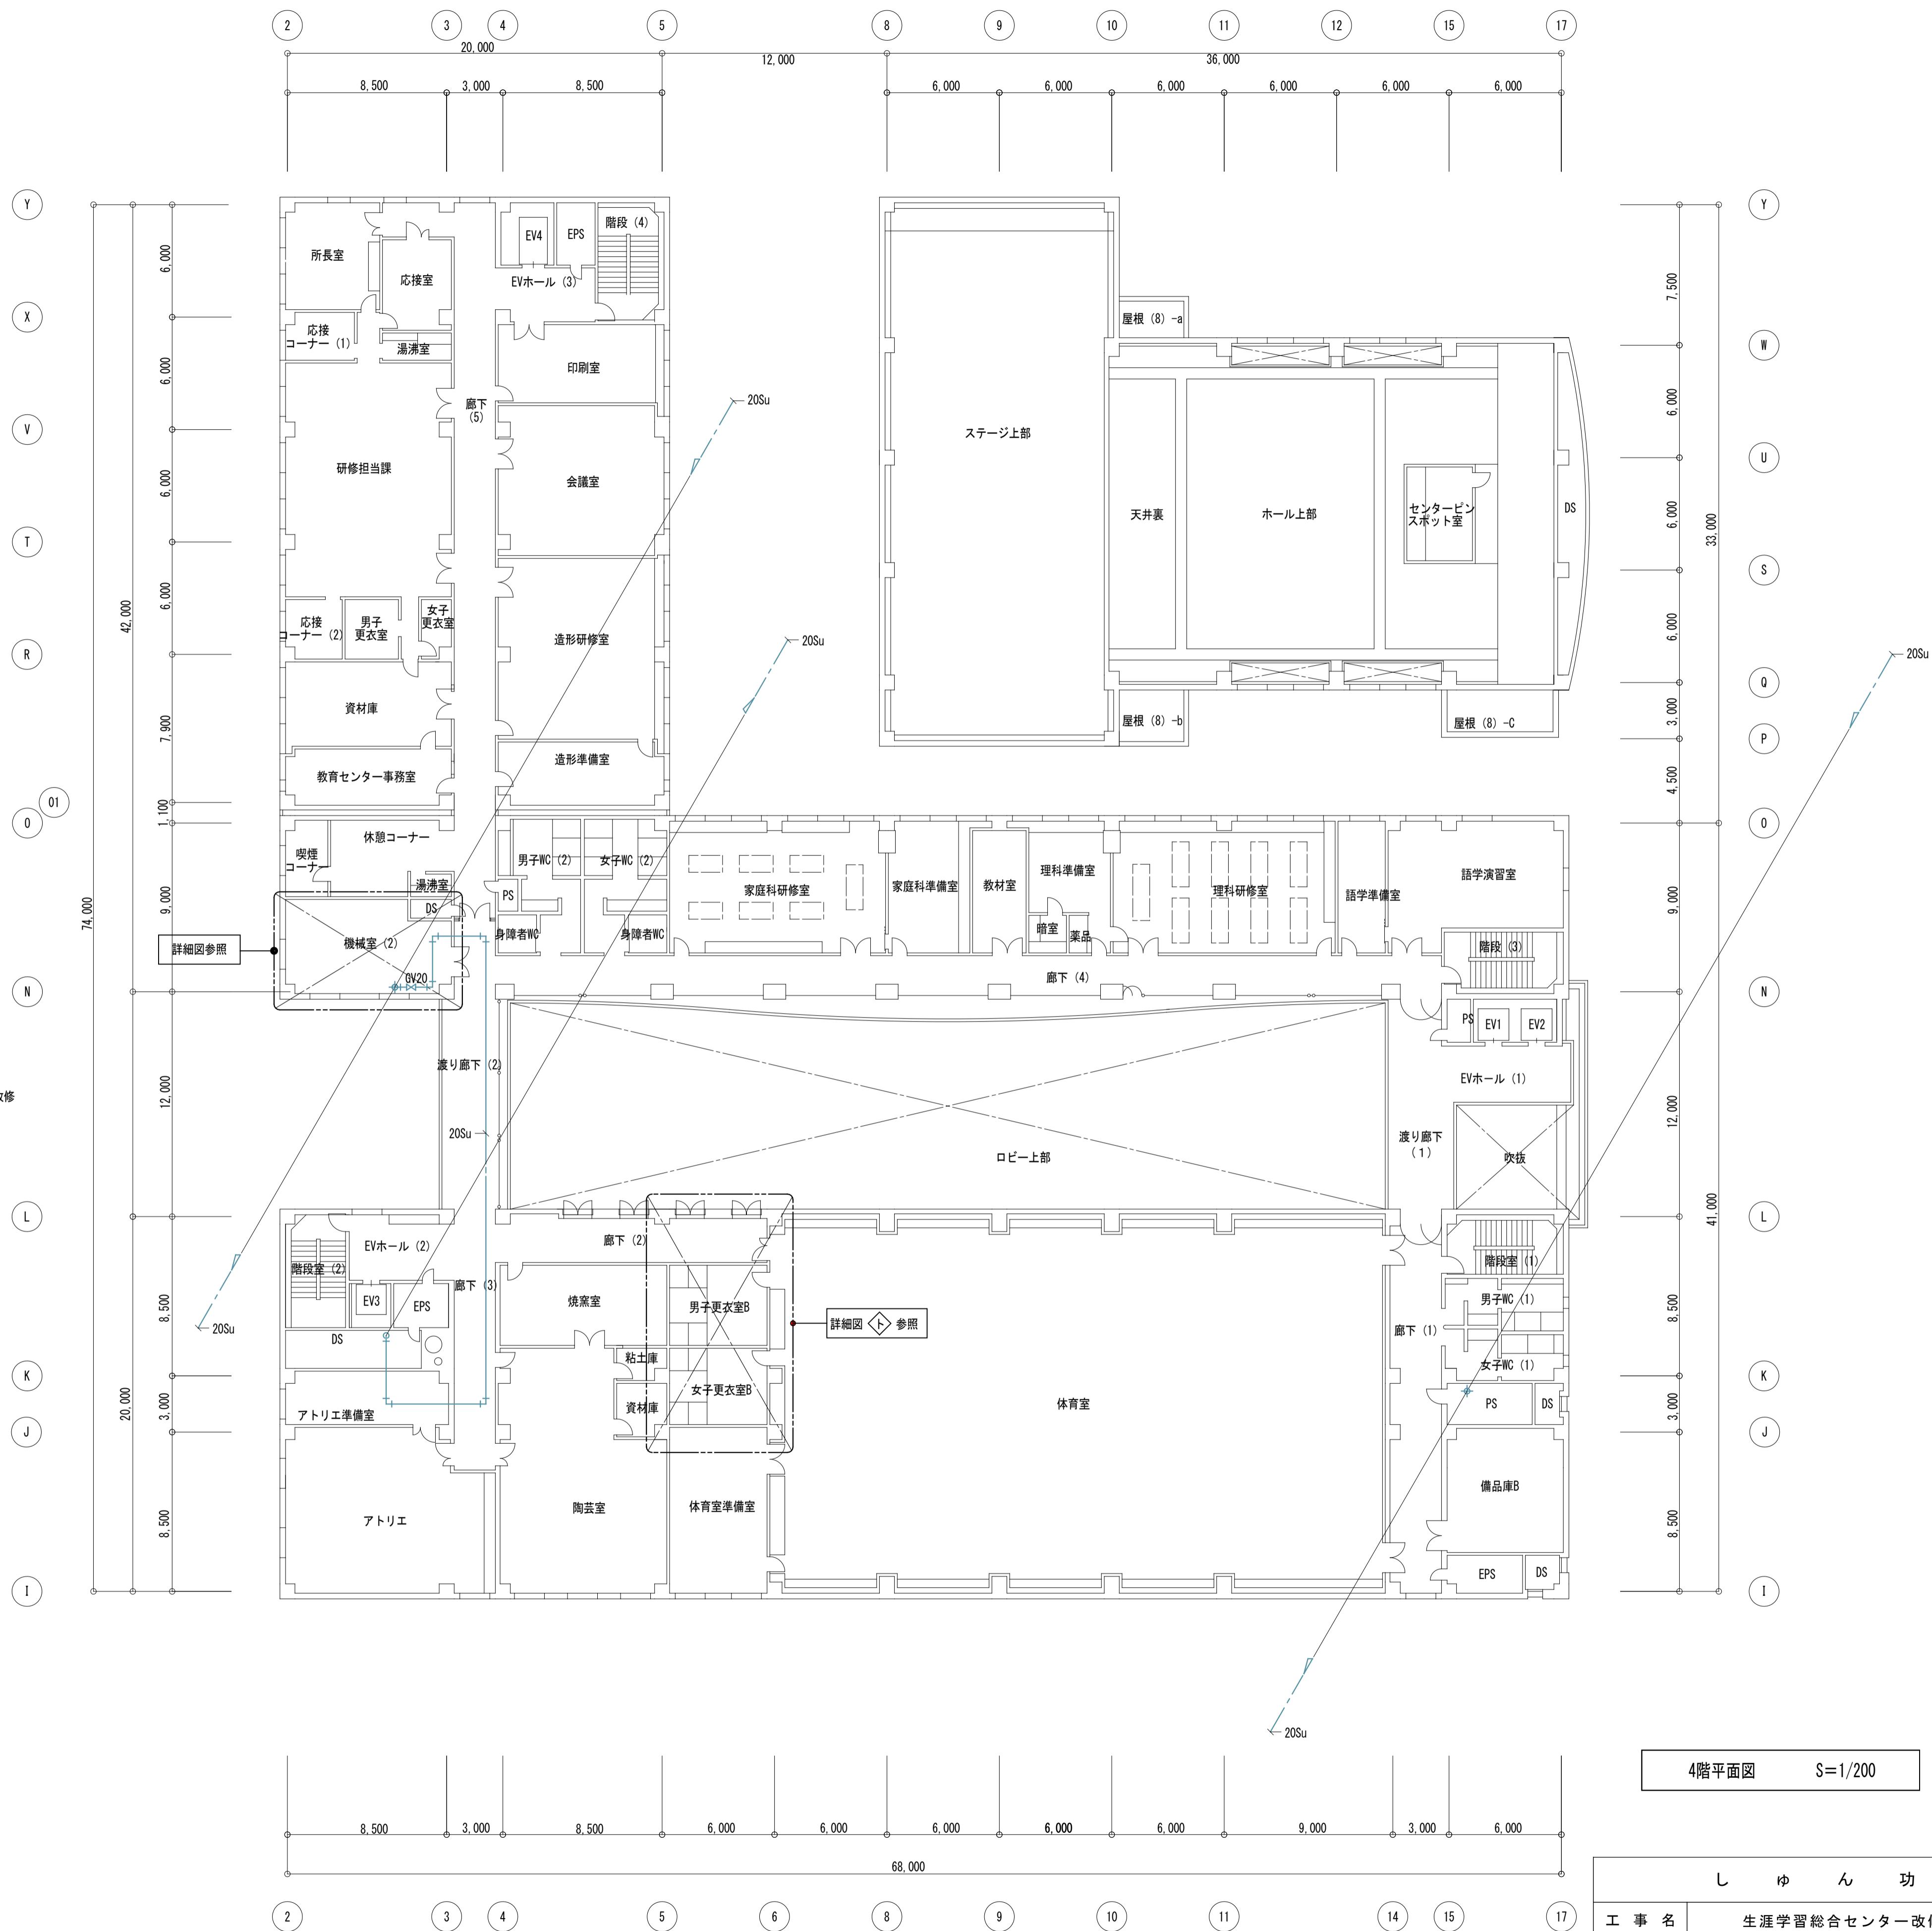 2 3 4 5 8 9 10 11 12 15 17
20,000 12,000 36,000
8,500 3,000 8,500 6,000 6,000 6,000 6,000 6,000 6,000
Y
X
V
T
R
01
O
N
L
K
J
I
74,000
42,000
20,000
6,000
6,000
6,000
6,000
7,900
1,100
9,000
12,000
8,500
3,000
8,500
所長室
応接室
EV4
EPS
階段(4)
EVホール(3)
応接
コーナー(1)
湯沸室
印刷室
廊下
(5)
20Su
研修担当課
会議室
応接
コーナー(2)
男子
更衣室
女子
更衣室
造形研修室
20Su
資材庫
造形準備室
教育センター事務室
屋根(8)-a
ステージ上部
天井裏
ホール上部
センターピン
スポット室
DS
屋根(8)-b
屋根(8)-C
20Su
休憩コーナー
喫煙
コーナー
湯沸室
DS
機械室(2)
詳細図参照
GV20
男子WC(2)
女子WC(2)
PS
身障者WC
身障者WC
家庭科研修室
家庭科準備室
教材室
理科準備室
暗室
薬品
理科研修室
語学準備室
語学演習室
階段(3)
廊下(4)
PS
EV1
EV2
EVホール(1)
渡り廊下(2)
改修
20Su
ロビー上部
渡り廊下
(1)
吹抜
EVホール(2)
階段室(2)
EV3
EPS
DS
廊下(3)
廊下(2)
20Su
焼窯室
男子更衣室B
詳細図 ト 参照
粘土庫
女子更衣室B
資材庫
アトリエ準備室
体育室
階段室(1)
男子WC(1)
廊下(1)
女子WC(1)
PS
DS
アトリエ
陶芸室
体育室準備室
備品庫B
EPS
DS
20Su
Y
W
U
S
Q
P
O
N
L
K
J
I
7,500
6,000
6,000
6,000
3,000
4,500
9,000
12,000
8,500
3,000
8,500
33,000
41,000
4階平面図 S=1/200
8,500 3,000 8,500 6,000 6,000 6,000 6,000 6,000 9,000 3,000 6,000
68,000
2 3 4 5 6 8 9 10 11 14 15 17
しゅん功
工事名 生涯学習総合センター改修